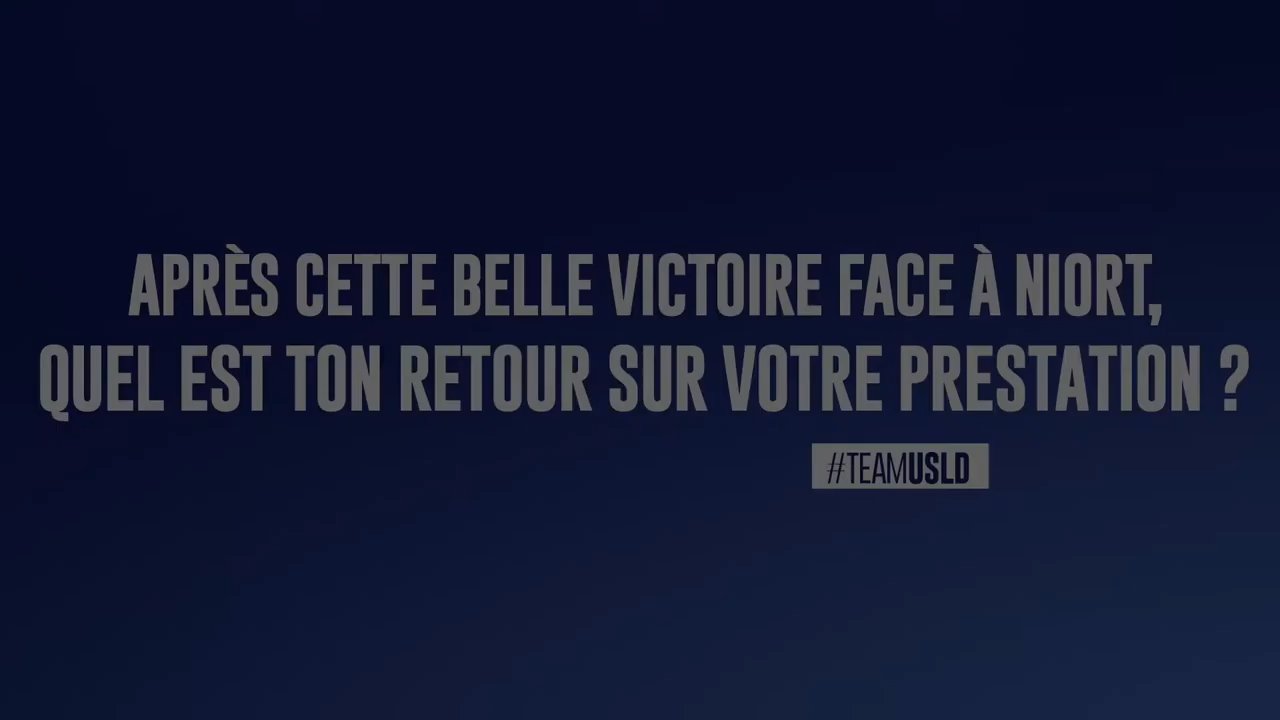 APRÈS CETTE BELLE VICTOIRE FACE À NIORT,
QUEL EST TON RETOUR SUR VOTRE PRESTATION ?
#TEAMUSLD